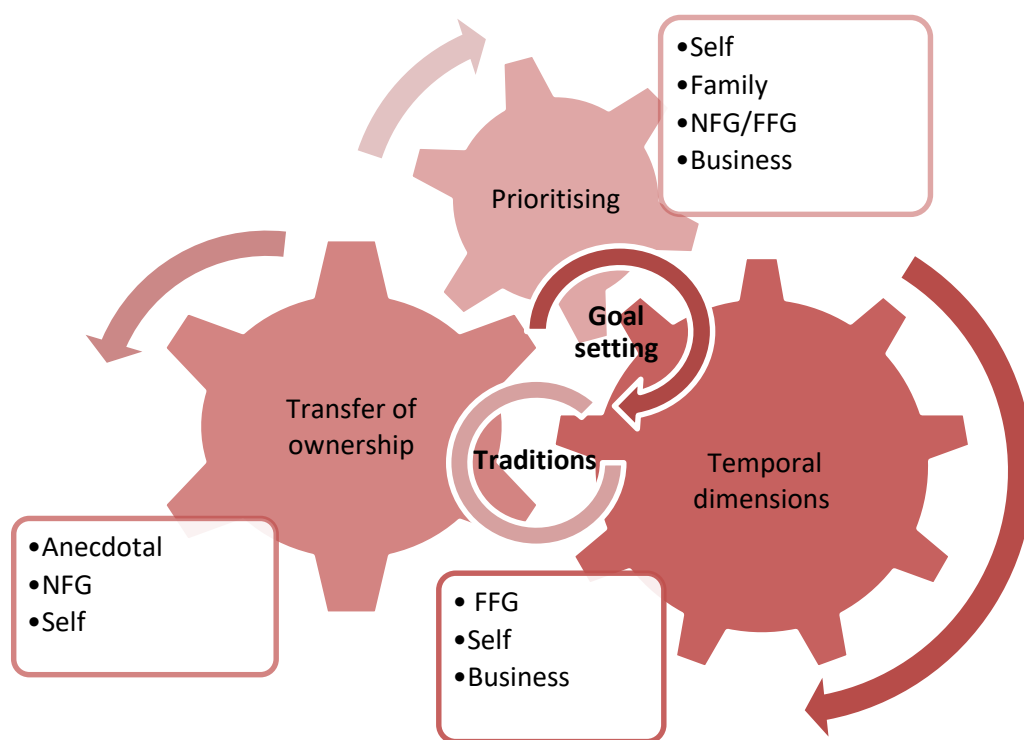 •Self
•Family
•NFG/FFG
•Business
Prioritising
Goal
setting
Transfer of
ownership
Traditions
Temporal
dimensions
•Anecdotal
•NFG
•Self
• FFG
•Self
•Business